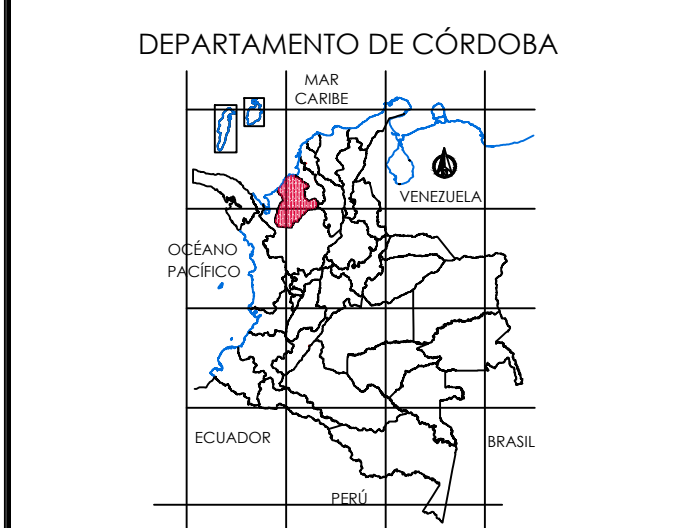 DEPARTAMENTO DE CÓRDOBA
MAR
CARIBE
VENEZUELA
OCÉANO
PACÍFICO
ECUADOR
BRASIL
PERÚ